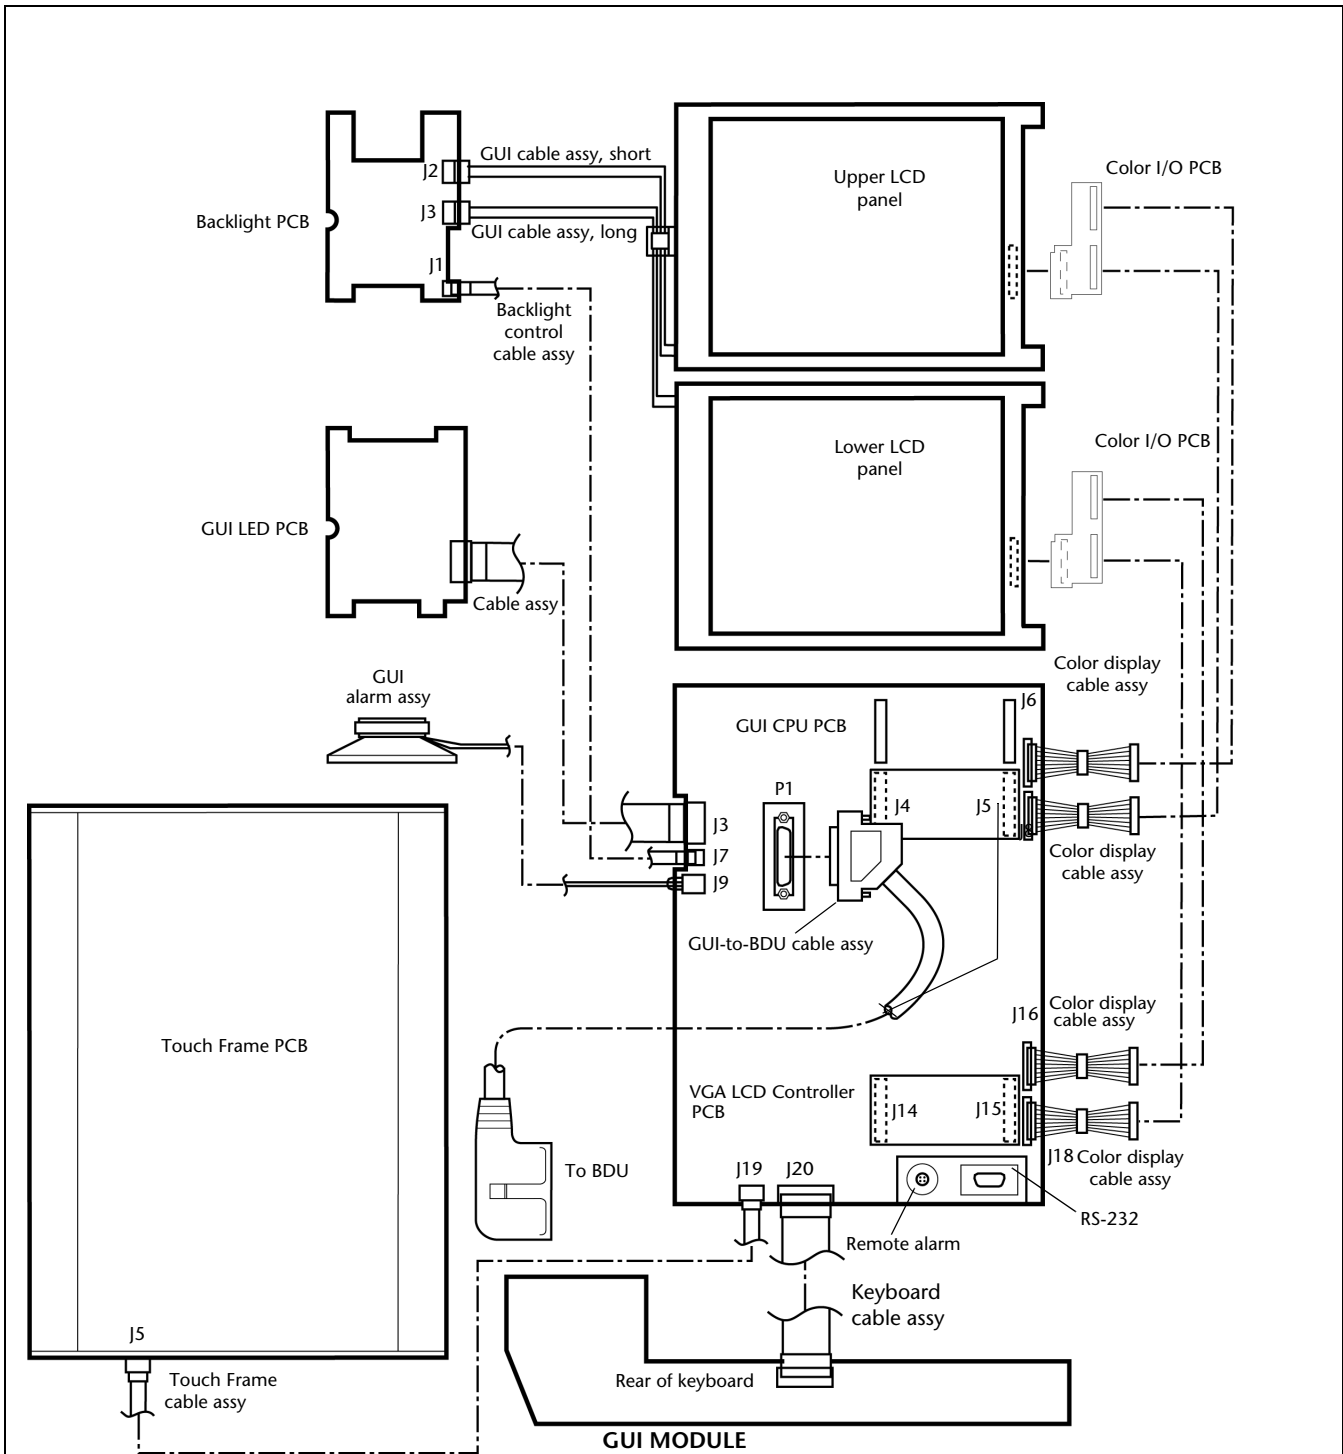 J2
GUI cable assy, short
J3
Backlight PCB
GUI cable assy, long
J1
Backlight
control
cable assy
Upper LCD
panel
Color I/O PCB
Lower LCD
panel
Color I/O PCB
GUI LED PCB
Cable assy
GUI
alarm assy
Color display
cable assy
J6
GUI CPU PCB
P1
J4
J5
J3
J7
J9
Color display
cable assy
GUI-to-BDU cable assy
J16
Color display
cable assy
Touch Frame PCB
VGA LCD Controller
PCB
J14
J15
J18
Color display
cable assy
To BDU
J19
J20
RS-232
Remote alarm
Keyboard
cable assy
J5
Touch Frame
cable assy
Rear of keyboard
GUI MODULE